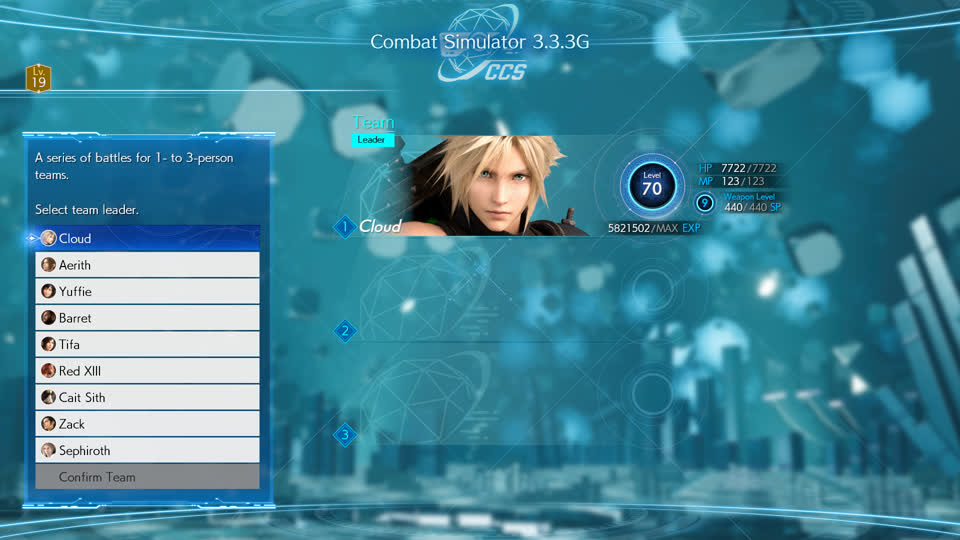 Combat Simulator 3.3.3G
CCS
Lv.
19
Team
Leader
A series of battles for 1- to 3-person
teams.
Select team leader.
Cloud
Aerith
Yuffie
Barret
Tifa
Red XIII
Cait Sith
Zack
Sephiroth
Confirm Team
1 Cloud
Level
70
HP 7722/7722
MP 123/123
9
Weapon Level
440/440 SP
5821502/MAX EXP
2
3